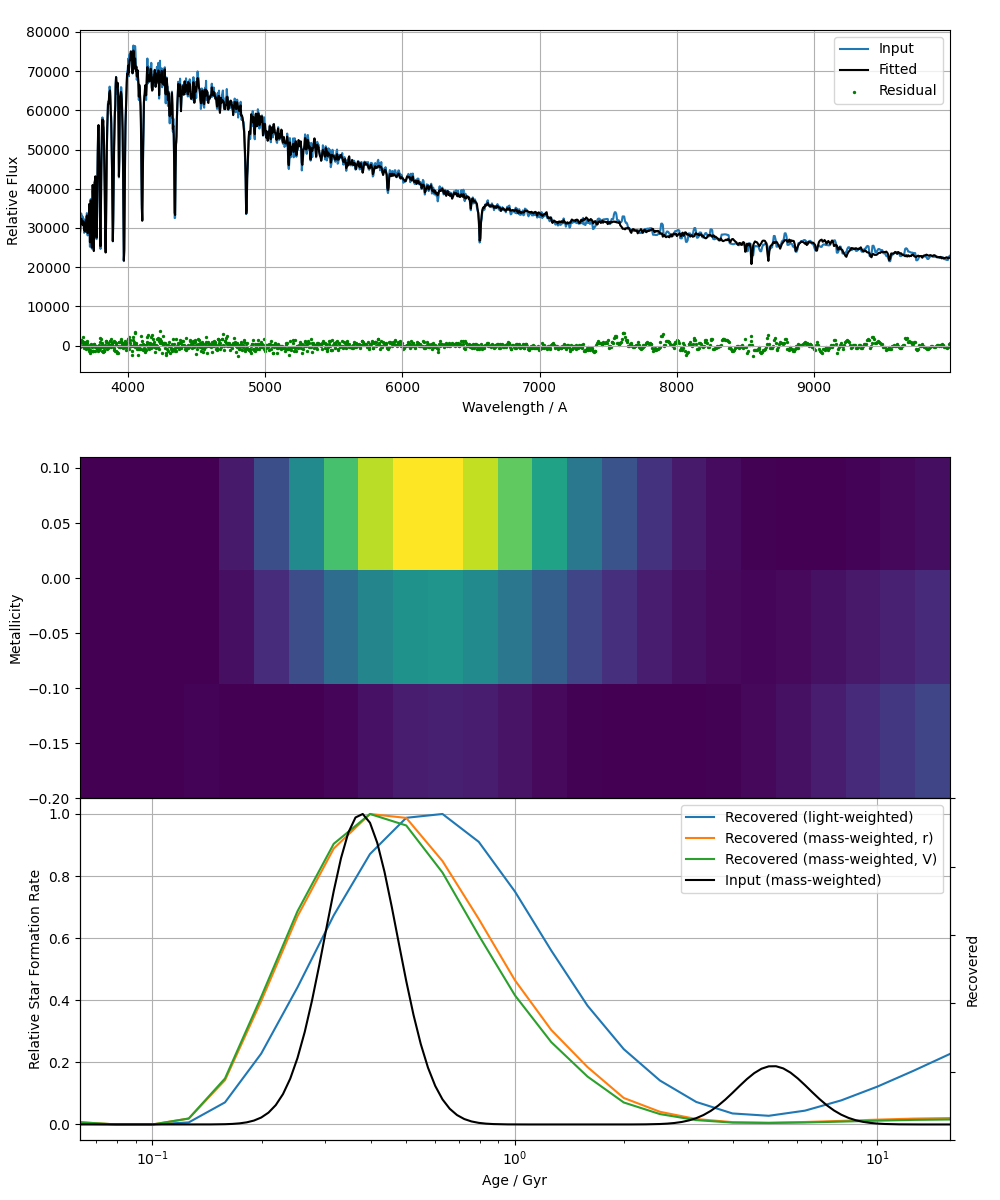 80000
70000
60000
50000
40000
30000
20000
10000
0
Relative Flux
Input
Fitted
Residual
4000 5000 6000 7000 8000 9000
Wavelength / A
0.10
0.05
0.00
−0.05
−0.10
−0.15
−0.20
Metallicity
1.0
0.8
0.6
0.4
0.2
0.0
Relative Star Formation Rate
Recovered (light-weighted)
Recovered (mass-weighted, r)
Recovered (mass-weighted, V)
Input (mass-weighted)
Recovered
10⁻¹ 10⁰ 10¹
Age / Gyr